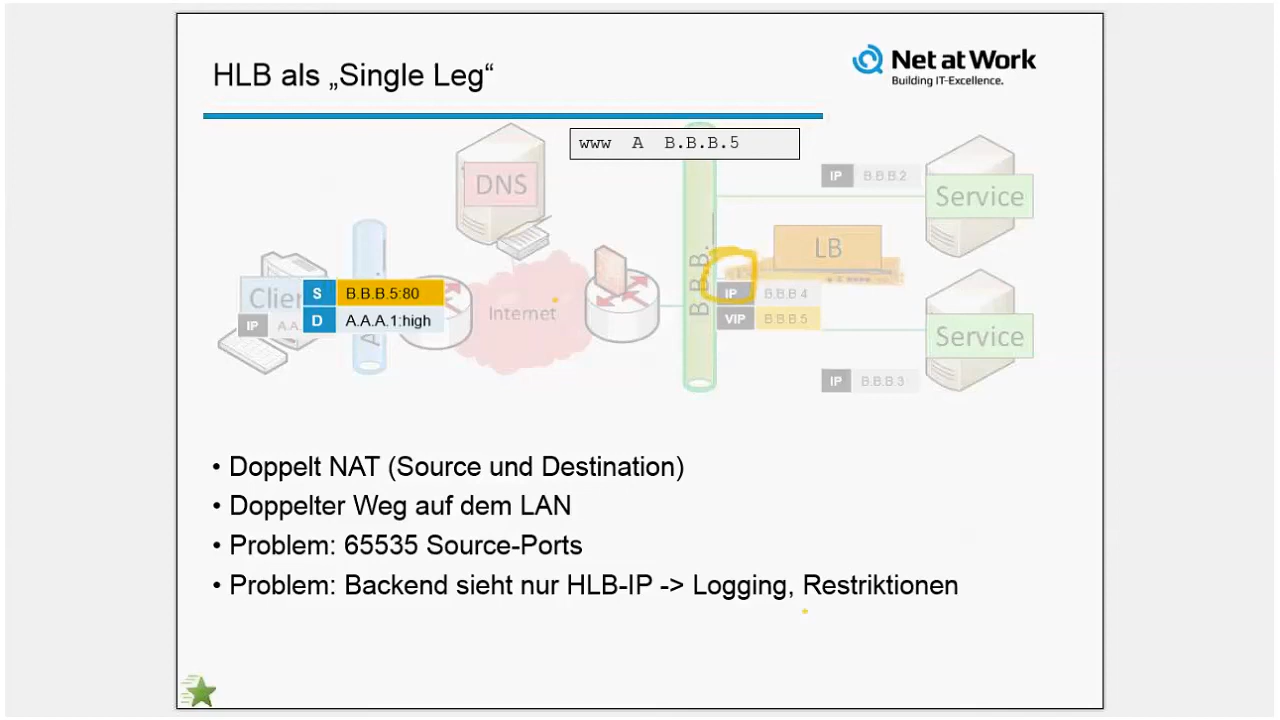 HLB als „Single Leg“
Net at Work
Building IT-Excellence.
www A B.B.B.5
DNS
IP B.B.B.2
Service
LB
B.B.B.
Client
S B.B.B.5:80
D A.A.A.1:high
IP A.A.
A
Internet
IP B.B.B.4
VIP B.B.B.5
Service
IP B.B.B.3
• Doppelt NAT (Source und Destination)
• Doppelter Weg auf dem LAN
• Problem: 65535 Source-Ports
• Problem: Backend sieht nur HLB-IP -> Logging, Restriktionen